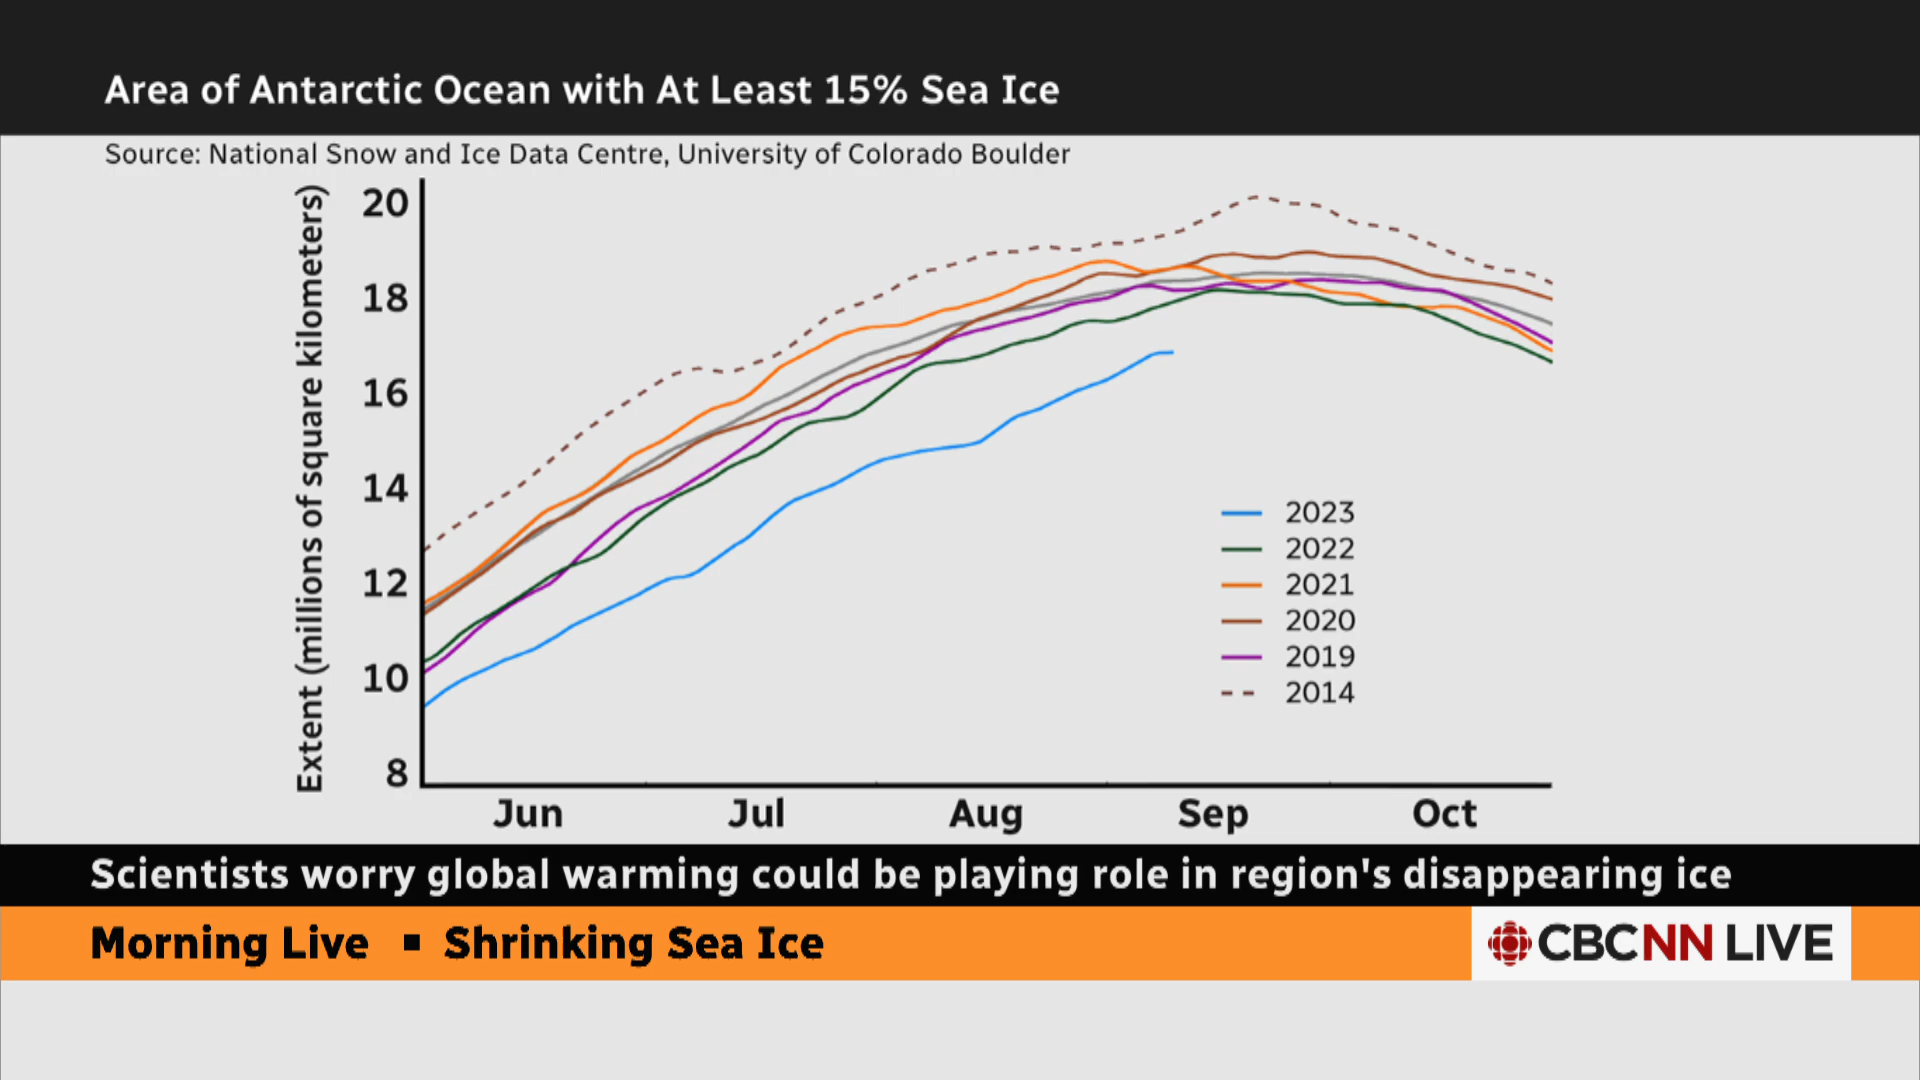 Area of Antarctic Ocean with At Least 15% Sea Ice
Source: National Snow and Ice Data Centre, University of Colorado Boulder
Extent (millions of square kilometers)
20
18
16
14
12
10
8
2023
2022
2021
2020
2019
2014
Jun Jul Aug Sep Oct
Scientists worry global warming could be playing role in region's disappearing ice
Morning Live ▪ Shrinking Sea Ice
CBCNN LIVE